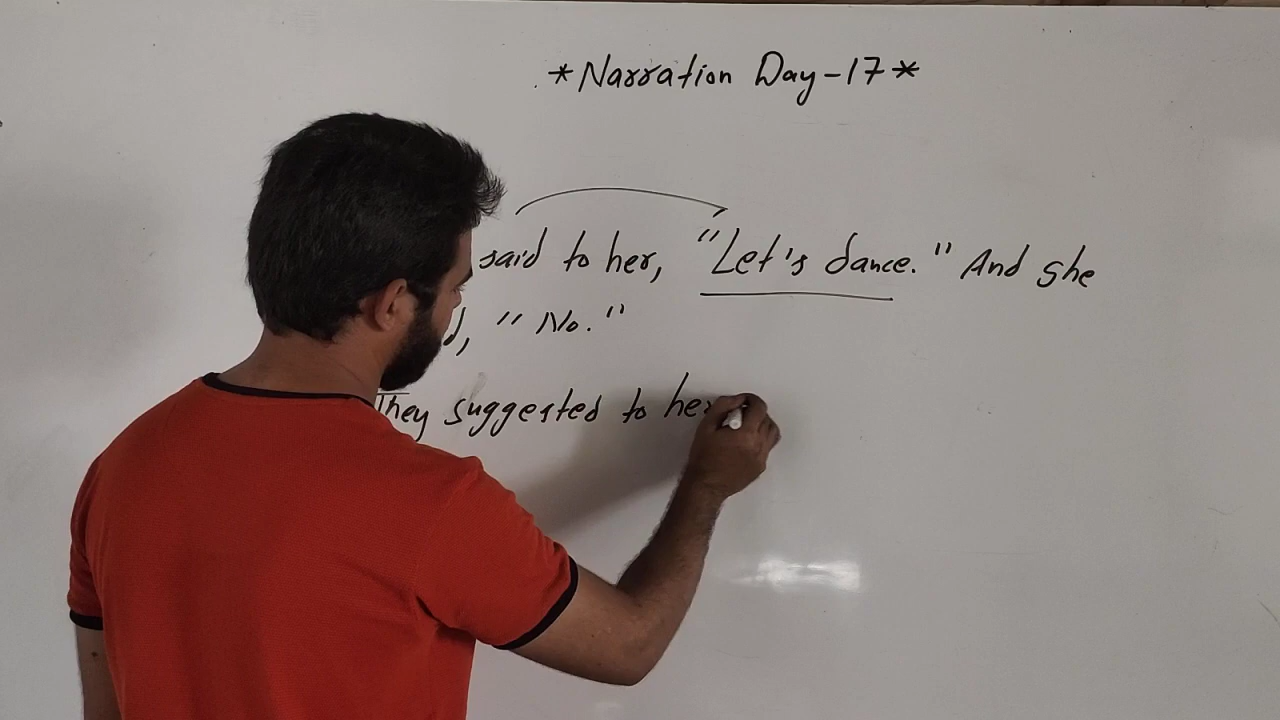 *Narration Day-17*
said to her, "Let's dance." And she
, "No."
They suggested to her